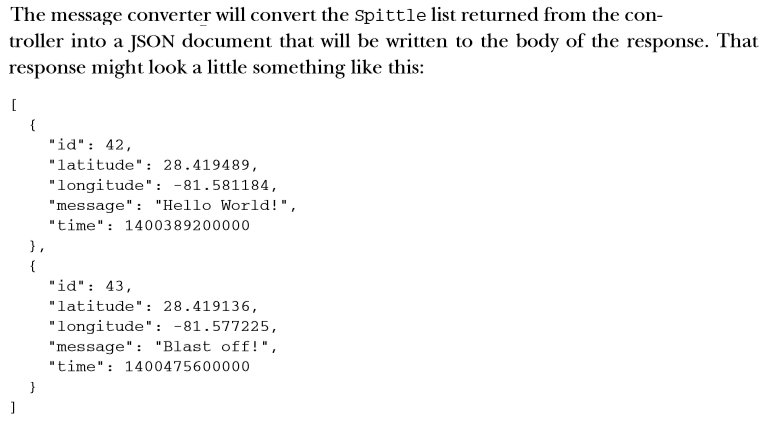 The message converter will convert the Spittle list returned from the con-
troller into a JSON document that will be written to the body of the response. That
response might look a little something like this:
[
  {
    "id": 42,
    "latitude": 28.419489,
    "longitude": -81.581184,
    "message": "Hello World!",
    "time": 1400389200000
  },
  {
    "id": 43,
    "latitude": 28.419136,
    "longitude": -81.577225,
    "message": "Blast off!",
    "time": 1400475600000
  }
]